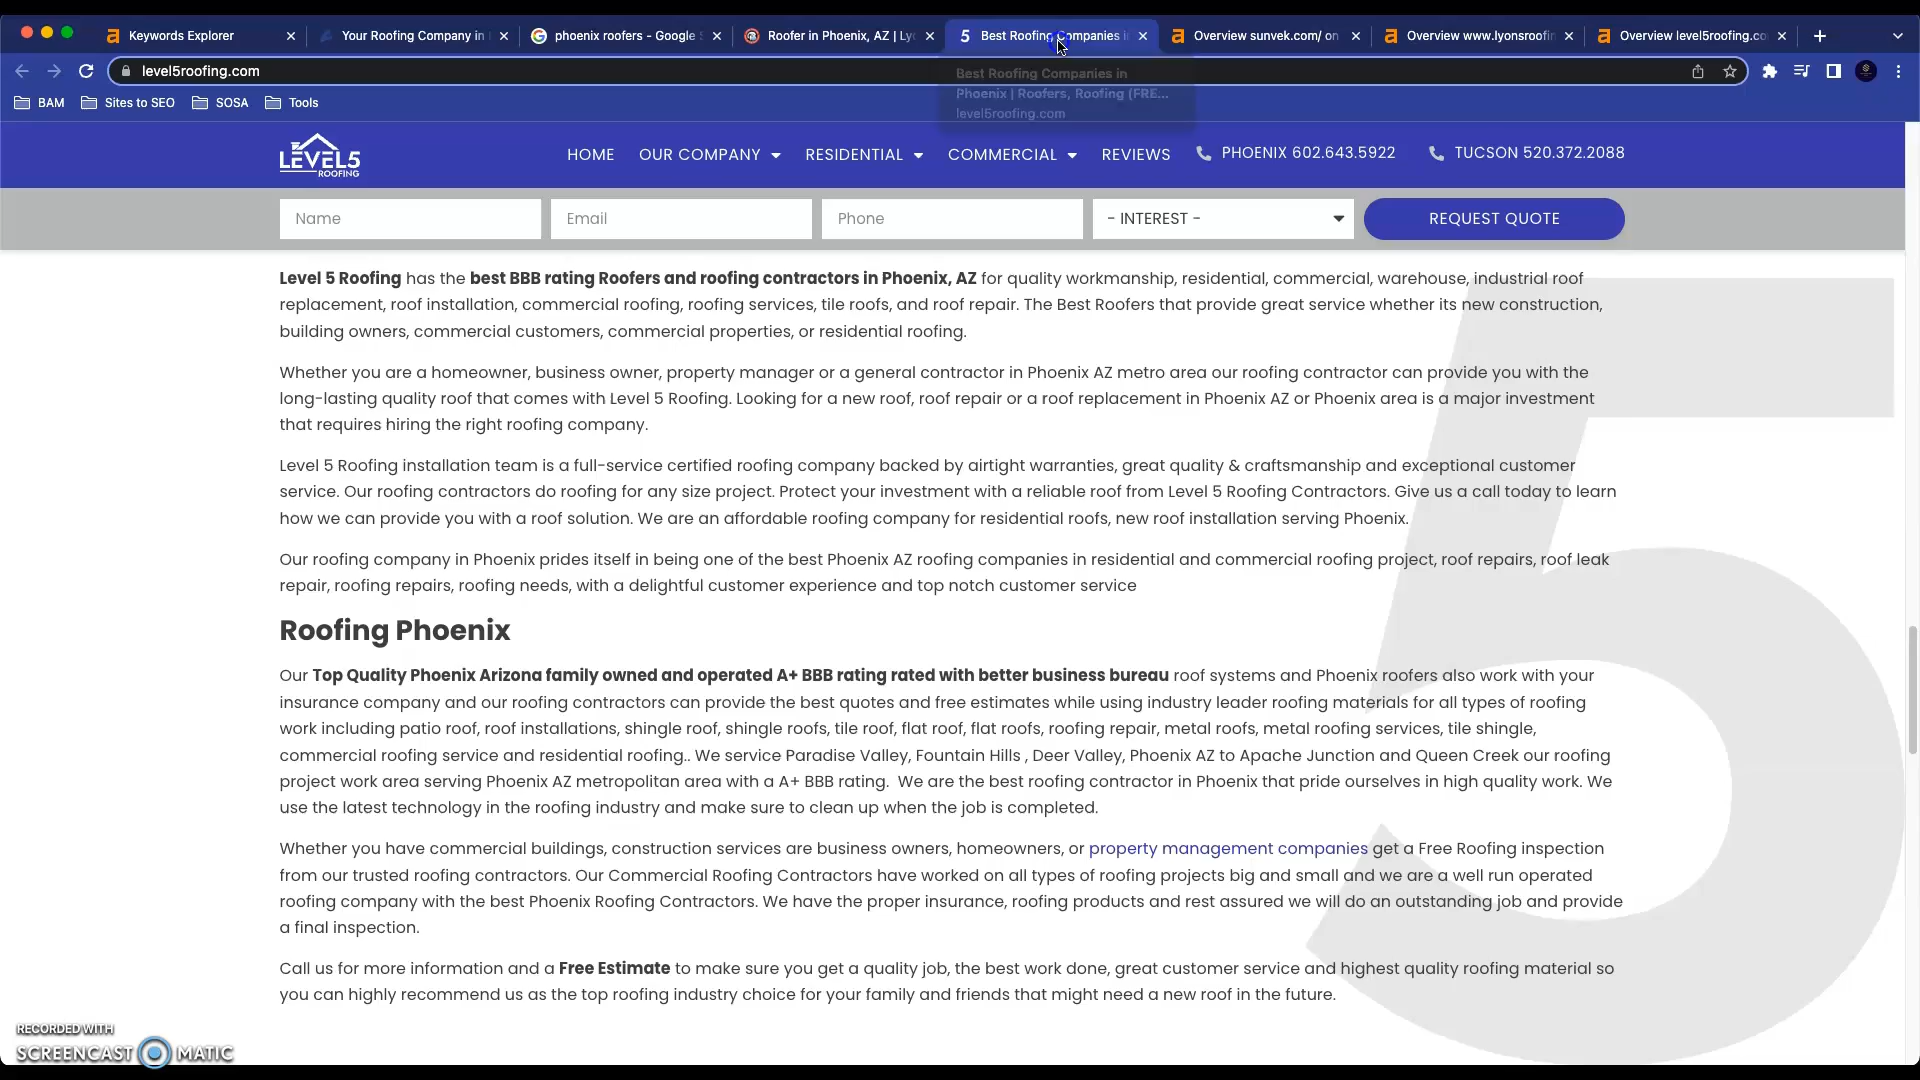 Keywords Explorer
Your Roofing Company in
phoenix roofers - Google S
Roofer in Phoenix, AZ | Ly
5 Best Roofing Companies i
Overview sunvek.com/ on
Overview www.lyonsroofin
Overview level5roofing.co
level5roofing.com
Best Roofing Companies in
Phoenix | Roofers, Roofing (FRE...
level5roofing.com
BAM
Sites to SEO
SOSA
Tools
LEVEL5
ROOFING
HOME
OUR COMPANY
RESIDENTIAL
COMMERCIAL
REVIEWS
PHOENIX 602.643.5922
TUCSON 520.372.2088
Name
Email
Phone
- INTEREST -
REQUEST QUOTE
Level 5 Roofing has the best BBB rating Roofers and roofing contractors in Phoenix, AZ for quality workmanship, residential, commercial, warehouse, industrial roof
replacement, roof installation, commercial roofing, roofing services, tile roofs, and roof repair. The Best Roofers that provide great service whether its new construction,
building owners, commercial customers, commercial properties, or residential roofing.
Whether you are a homeowner, business owner, property manager or a general contractor in Phoenix AZ metro area our roofing contractor can provide you with the
long-lasting quality roof that comes with Level 5 Roofing. Looking for a new roof, roof repair or a roof replacement in Phoenix AZ or Phoenix area is a major investment
that requires hiring the right roofing company.
Level 5 Roofing installation team is a full-service certified roofing company backed by airtight warranties, great quality & craftsmanship and exceptional customer
service. Our roofing contractors do roofing for any size project. Protect your investment with a reliable roof from Level 5 Roofing Contractors. Give us a call today to learn
how we can provide you with a roof solution. We are an affordable roofing company for residential roofs, new roof installation serving Phoenix.
Our roofing company in Phoenix prides itself in being one of the best Phoenix AZ roofing companies in residential and commercial roofing project, roof repairs, roof leak
repair, roofing repairs, roofing needs, with a delightful customer experience and top notch customer service
Roofing Phoenix
Our Top Quality Phoenix Arizona family owned and operated A+ BBB rating rated with better business bureau roof systems and Phoenix roofers also work with your
insurance company and our roofing contractors can provide the best quotes and free estimates while using industry leader roofing materials for all types of roofing
work including patio roof, roof installations, shingle roof, shingle roofs, tile roof, flat roof, flat roofs, roofing repair, metal roofs, metal roofing services, tile shingle,
commercial roofing service and residential roofing.. We service Paradise Valley, Fountain Hills , Deer Valley, Phoenix AZ to Apache Junction and Queen Creek our roofing
project work area serving Phoenix AZ metropolitan area with a A+ BBB rating.  We are the best roofing contractor in Phoenix that pride ourselves in high quality work. We
use the latest technology in the roofing industry and make sure to clean up when the job is completed.
Whether you have commercial buildings, construction services are business owners, homeowners, or property management companies get a Free Roofing inspection
from our trusted roofing contractors. Our Commercial Roofing Contractors have worked on all types of roofing projects big and small and we are a well run operated
roofing company with the best Phoenix Roofing Contractors. We have the proper insurance, roofing products and rest assured we will do an outstanding job and provide
a final inspection.
Call us for more information and a Free Estimate to make sure you get a quality job, the best work done, great customer service and highest quality roofing material so
you can highly recommend us as the top roofing industry choice for your family and friends that might need a new roof in the future.
5
RECORDED WITH
SCREENCAST MATIC